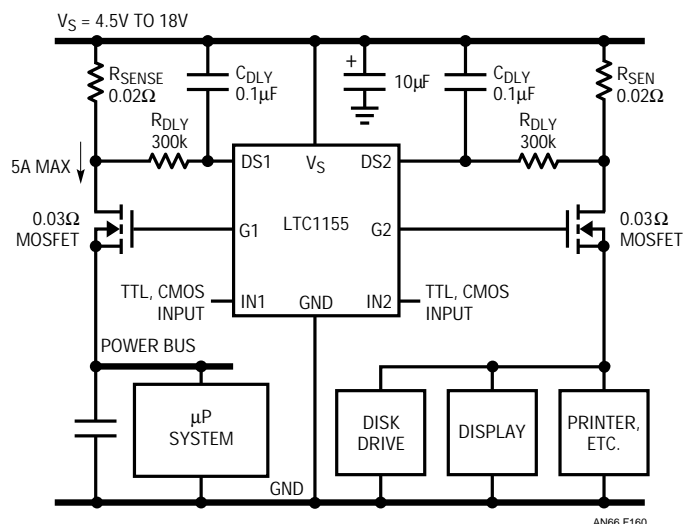 V_S = 4.5V TO 18V
R_SENSE
0.02Ω
C_DLY
0.1µF
+
10µF
C_DLY
0.1µF
R_SEN
0.02Ω
R_DLY
300k
R_DLY
300k
5A MAX
DS1
V_S
DS2
0.03Ω
MOSFET
G1
LTC1155
G2
0.03Ω
MOSFET
TTL, CMOS
INPUT
IN1
GND
IN2
TTL, CMOS
INPUT
POWER BUS
µP
SYSTEM
DISK
DRIVE
DISPLAY
PRINTER,
ETC.
GND
AN66 F160